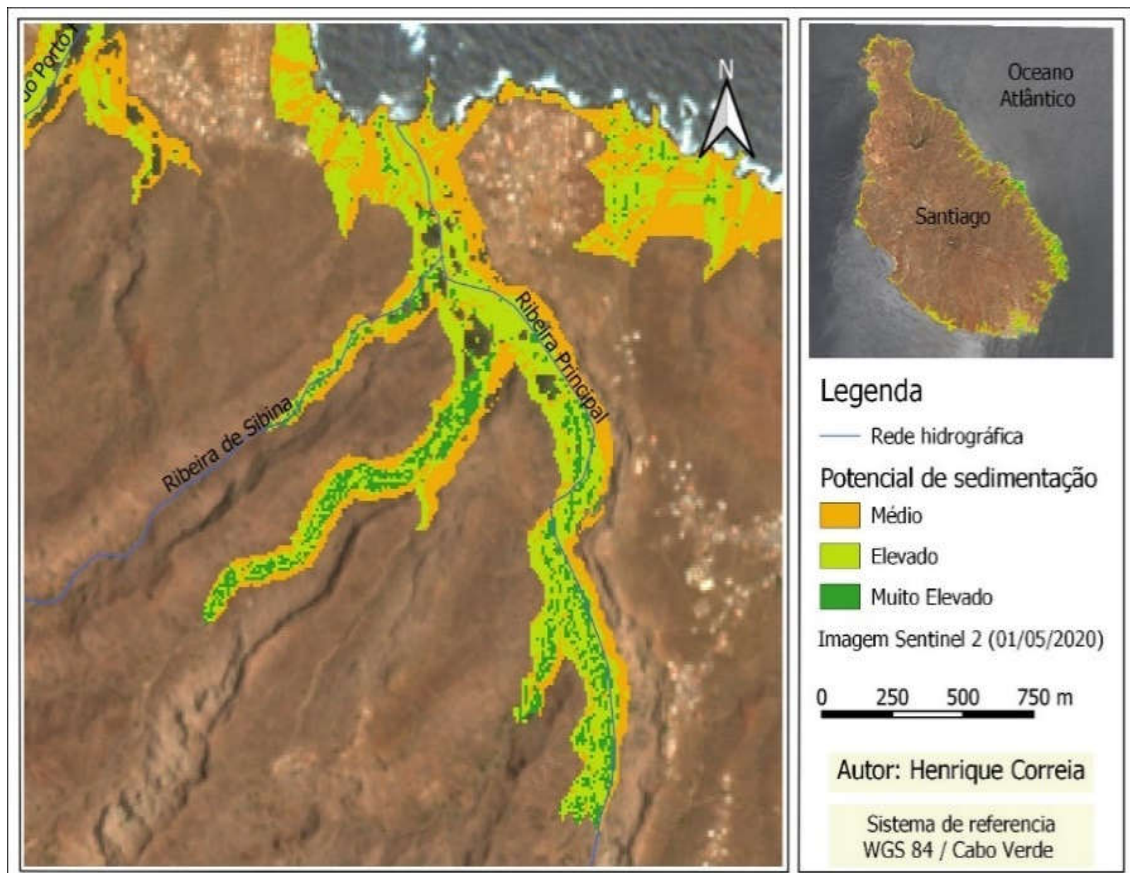 do Porto
N
Ribeira Principal
Ribeira de Sibina
Oceano
Atlântico
Santiago
Legenda
Rede hidrográfica
Potencial de sedimentação
Médio
Elevado
Muito Elevado
Imagem Sentinel 2 (01/05/2020)
0 250 500 750 m
Autor: Henrique Correia
Sistema de referencia
WGS 84 / Cabo Verde